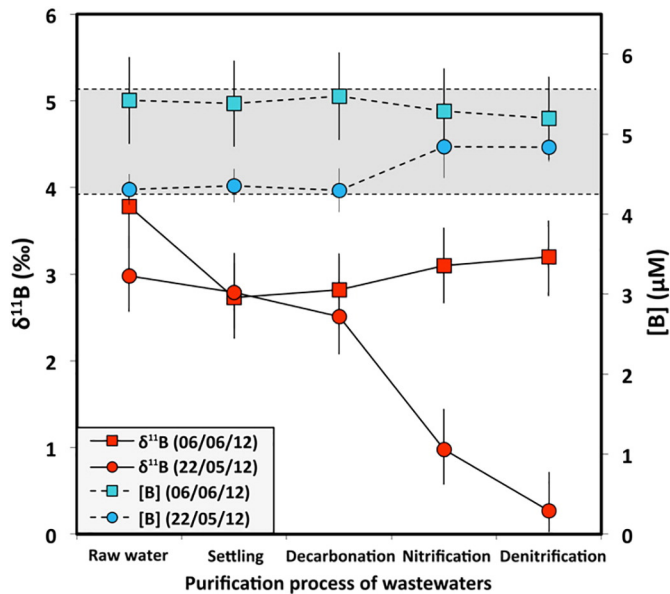 6
5
4
3
2
1
0
δ¹¹B (‰)
6
5
4
3
2
1
0
[B] (µM)
δ¹¹B (06/06/12)
δ¹¹B (22/05/12)
[B] (06/06/12)
[B] (22/05/12)
Raw water Settling Decarbonation Nitrification Denitrification
Purification process of wastewaters